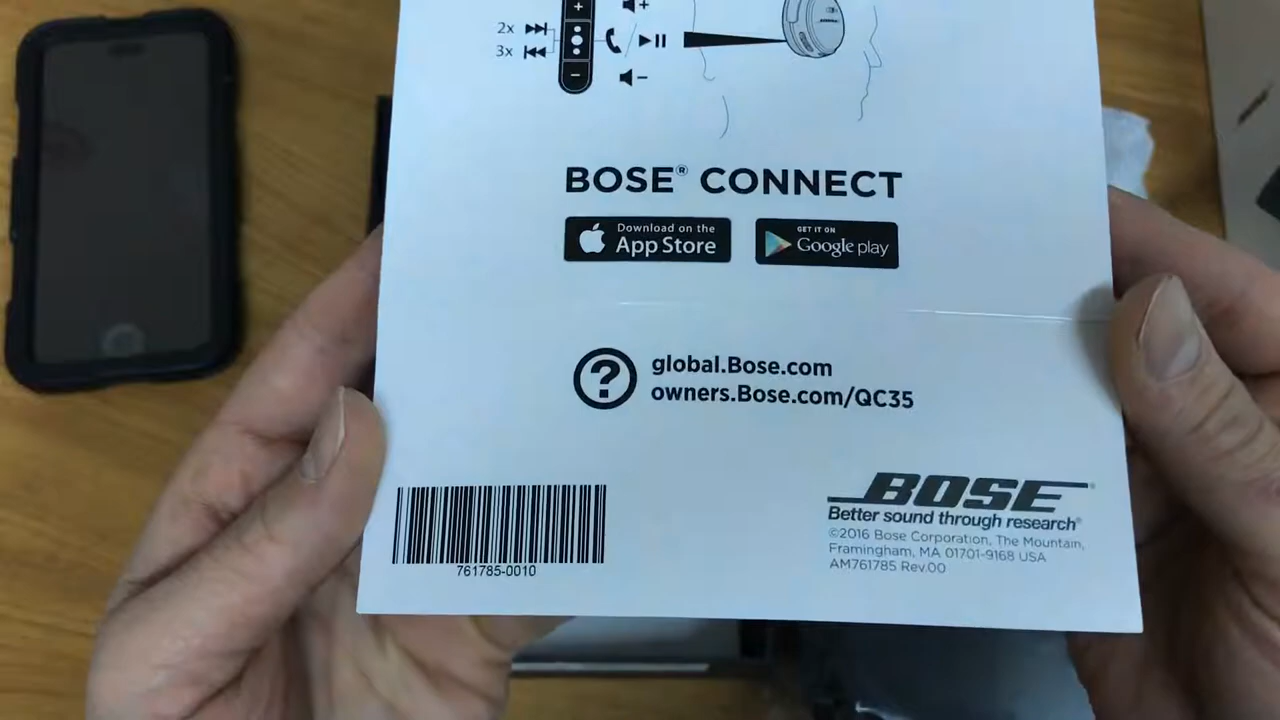 2x
3x
BOSE® CONNECT
Download on the
App Store
GET IT ON
Google play
?
global.Bose.com
owners.Bose.com/QC35
761785-0010
BOSE®
Better sound through research®
©2016 Bose Corporation, The Mountain,
Framingham, MA 01701-9168 USA
AM761785 Rev.00